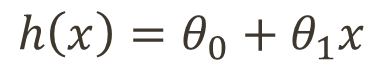 h(x) = θ₀ + θ₁x